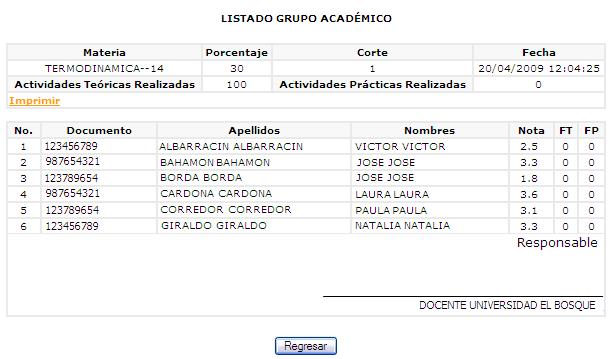 LISTADO GRUPO ACADÉMICO
Materia Porcentaje Corte Fecha
TERMODINAMICA--14 30 1 20/04/2009 12:04:25
Actividades Teóricas Realizadas 100 Actividades Prácticas Realizadas 0
Imprimir
No. Documento Apellidos Nombres Nota FT FP
1 123456789 ALBARRACIN ALBARRACIN VICTOR VICTOR 2.5 0 0
2 987654321 BAHAMON BAHAMON JOSE JOSE 3.3 0 0
3 123789654 BORDA BORDA JOSE JOSE 1.8 0 0
4 987654321 CARDONA CARDONA LAURA LAURA 3.6 0 0
5 123789654 CORREDOR CORREDOR PAULA PAULA 3.1 0 0
6 123456789 GIRALDO GIRALDO NATALIA NATALIA 3.3 0 0
Responsable
DOCENTE UNIVERSIDAD EL BOSQUE
Regresar